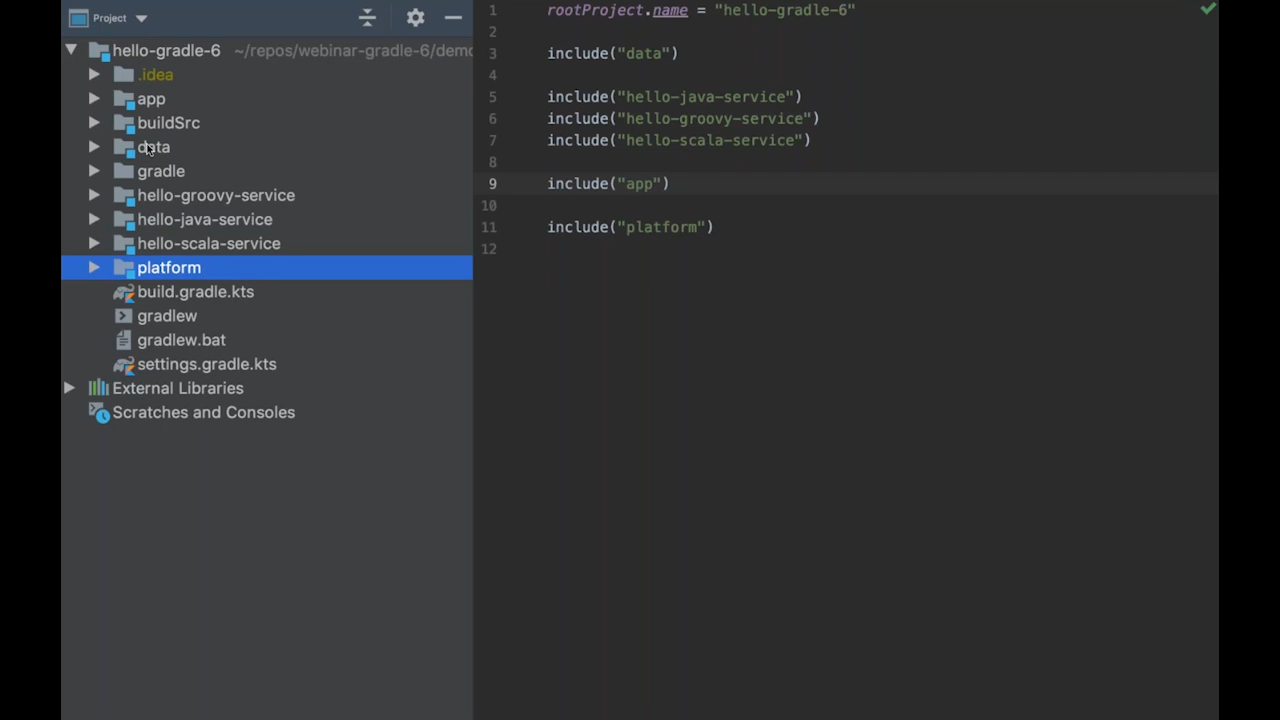 Project
hello-gradle-6 ~/repos/webinar-gradle-6/demo
.idea
app
buildSrc
data
gradle
hello-groovy-service
hello-java-service
hello-scala-service
platform
build.gradle.kts
gradlew
gradlew.bat
settings.gradle.kts
External Libraries
Scratches and Consoles
1 rootProject.name = "hello-gradle-6"
2
3 include("data")
4
5 include("hello-java-service")
6 include("hello-groovy-service")
7 include("hello-scala-service")
8
9 include("app")
10
11 include("platform")
12